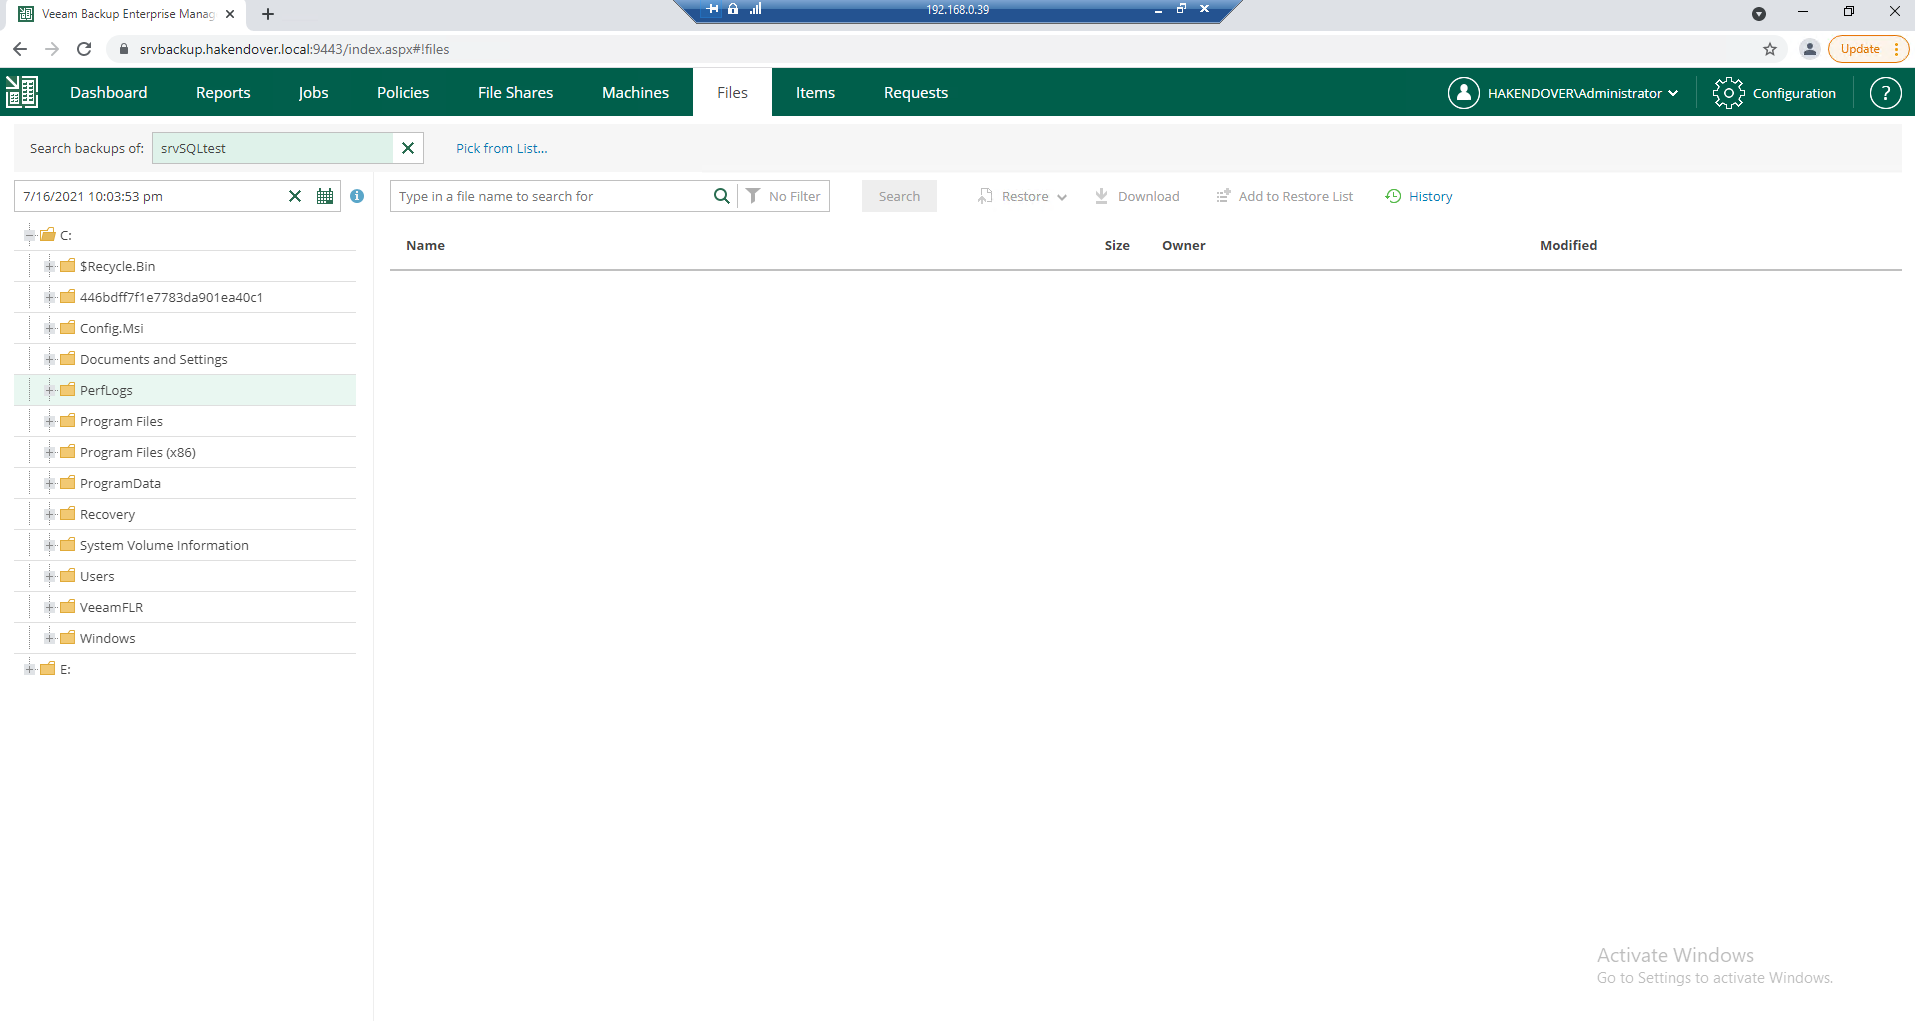 Veeam Backup Enterprise Manag
192.168.0.39
srvbackup.hakendover.local:9443/index.aspx#!files
Update
Dashboard Reports Jobs Policies File Shares Machines Files Items Requests HAKENDOVER\Administrator Configuration ?
Search backups of: srvSQLtest Pick from List...
7/16/2021 10:03:53 pm Type in a file name to search for No Filter Search Restore Download Add to Restore List History
Name Size Owner Modified
C:
$Recycle.Bin
446bdff7f1e7783da901ea40c1
Config.Msi
Documents and Settings
PerfLogs
Program Files
Program Files (x86)
ProgramData
Recovery
System Volume Information
Users
VeeamFLR
Windows
E:
Activate Windows
Go to Settings to activate Windows.